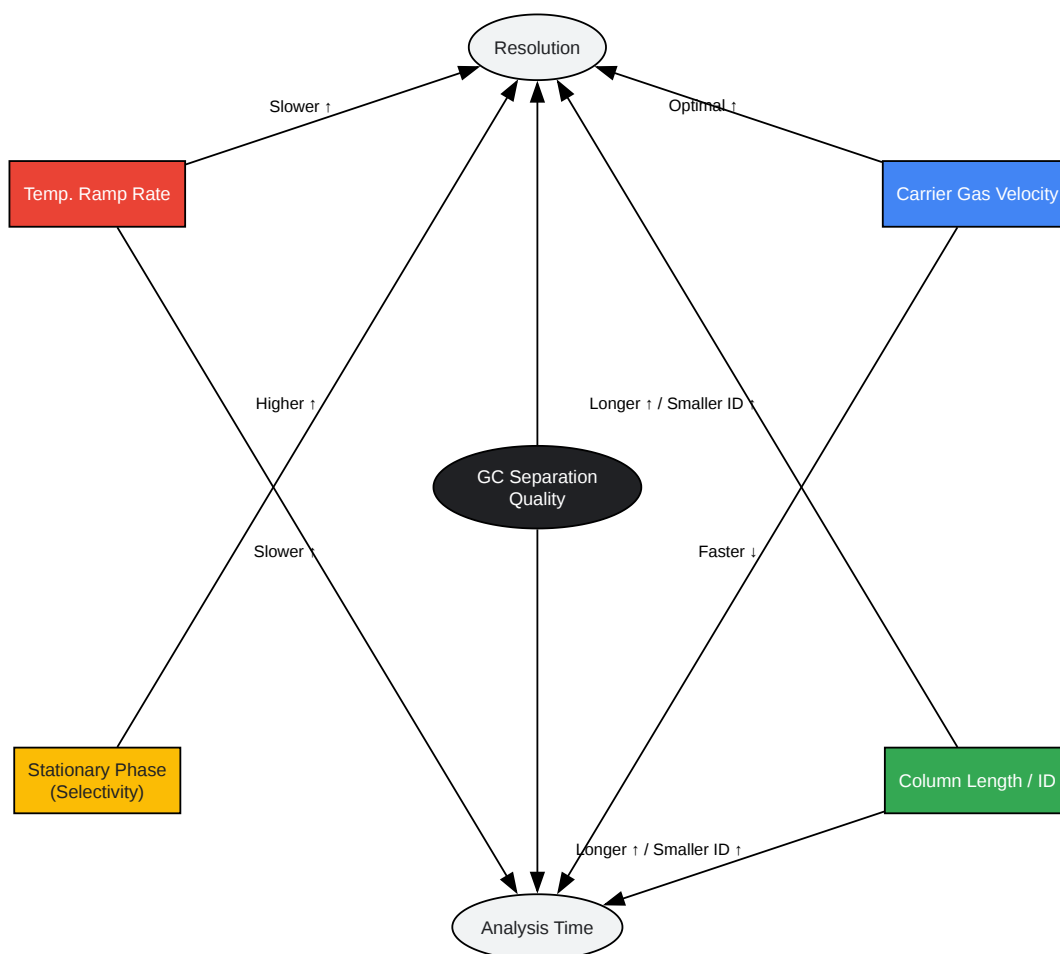 Resolution
Slower ↑
Optimal ↑
Temp. Ramp Rate
Carrier Gas Velocity
Higher ↑
Longer ↑ / Smaller ID ↑
GC Separation
Quality
Slower ↑
Faster ↓
Stationary Phase
(Selectivity)
Column Length / ID
Longer ↑ / Smaller ID ↑
Analysis Time